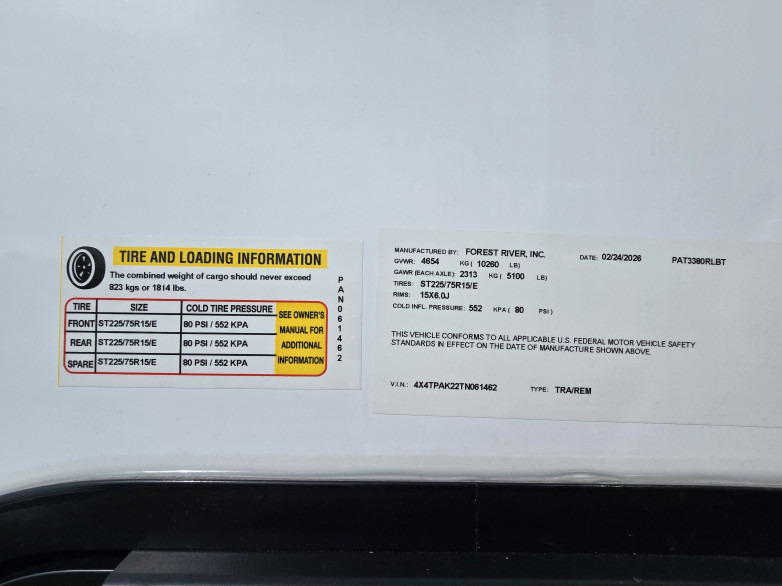 TIRE AND LOADING INFORMATION
The combined weight of cargo should never exceed
823 kgs or 1814 lbs.
TIRE SIZE COLD TIRE PRESSURE
FRONT ST225/75R15/E 80 PSI / 552 KPA
REAR ST225/75R15/E 80 PSI / 552 KPA
SPARE ST225/75R15/E 80 PSI / 552 KPA
SEE OWNER'S
MANUAL FOR
ADDITIONAL
INFORMATION
PAN061462
MANUFACTURED BY: FOREST RIVER, INC. DATE: 02/24/2026 PAT3380RLBT
GVWR: 4654 KG ( 10260 LB)
GAWR (EACH AXLE): 2313 KG ( 5100 LB)
TIRES: ST225/75R15/E
RIMS: 15X6.0J
COLD INFL. PRESSURE: 552 KPA ( 80 PSI )
THIS VEHICLE CONFORMS TO ALL APPLICABLE U.S. FEDERAL MOTOR VEHICLE SAFETY
STANDARDS IN EFFECT ON THE DATE OF MANUFACTURE SHOWN ABOVE.
V.I.N.: 4X4TPAK22TN061462 TYPE: TRA/REM